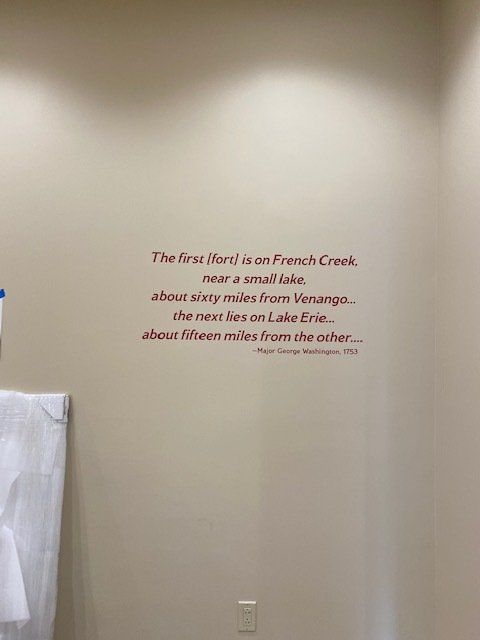 The first [fort] is on French Creek,
near a small lake,
about sixty miles from Venango...
the next lies on Lake Erie...
about fifteen miles from the other....
—Major George Washington, 1753